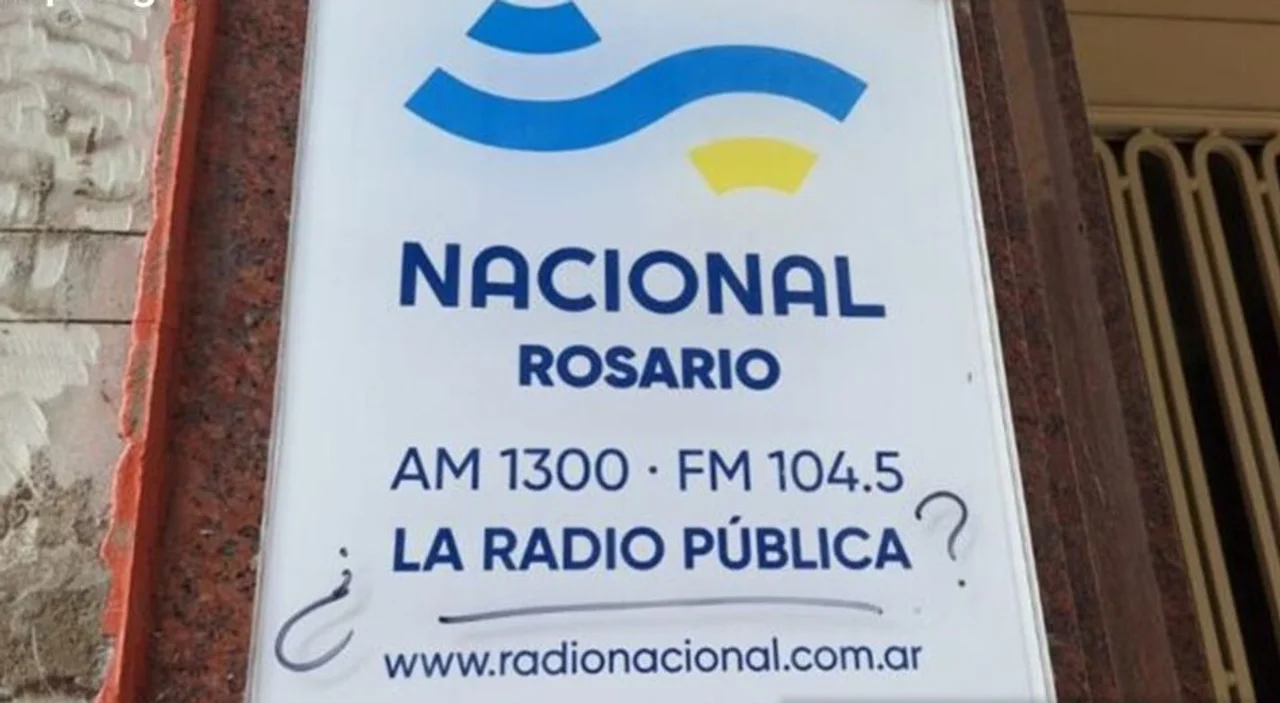 NACIONAL
ROSARIO
AM 1300 · FM 104.5
¿LA RADIO PÚBLICA?
www.radionacional.com.ar